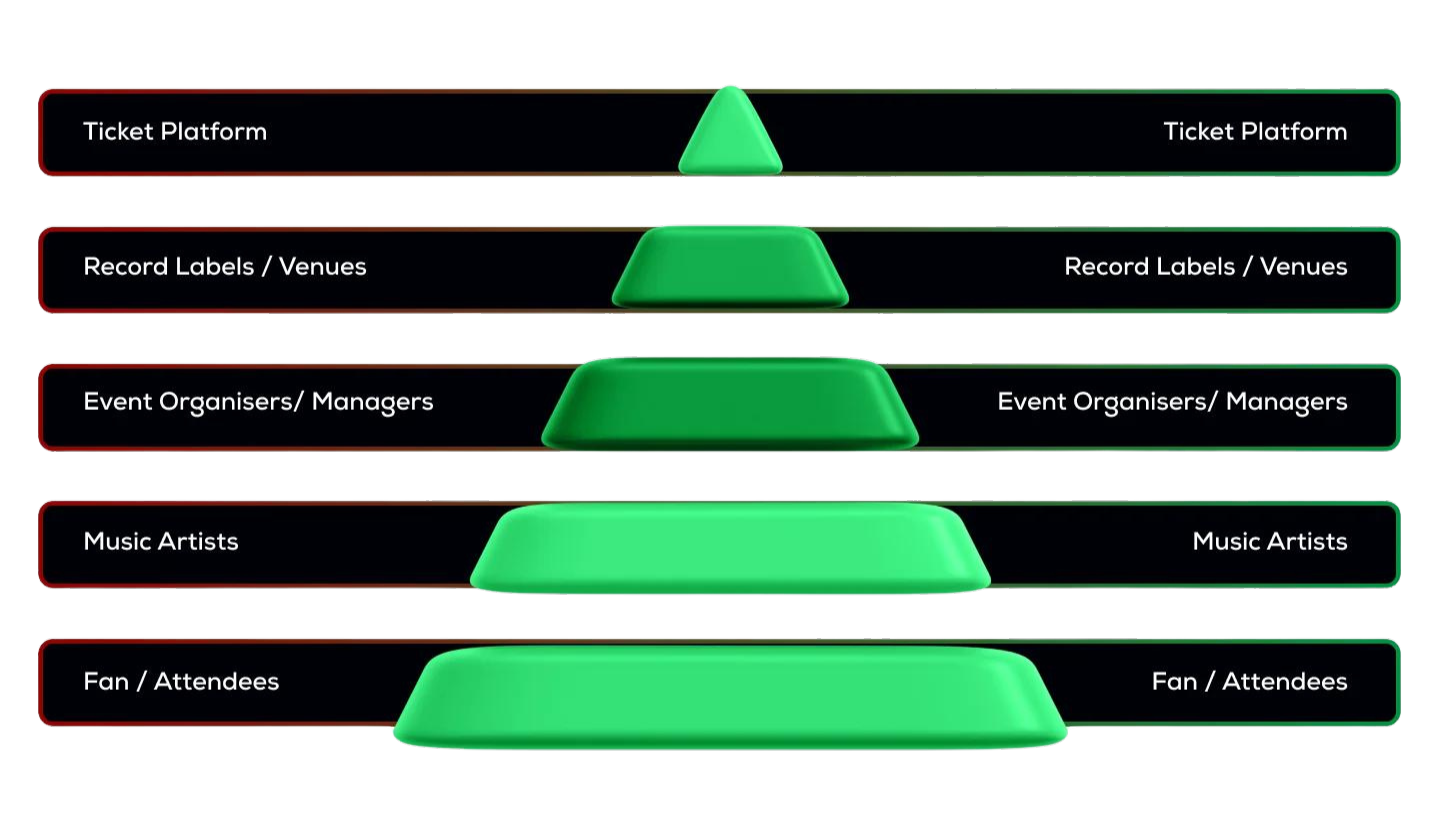 Ticket Platform Ticket Platform
Record Labels / Venues Record Labels / Venues
Event Organisers/ Managers Event Organisers/ Managers
Music Artists Music Artists
Fan / Attendees Fan / Attendees